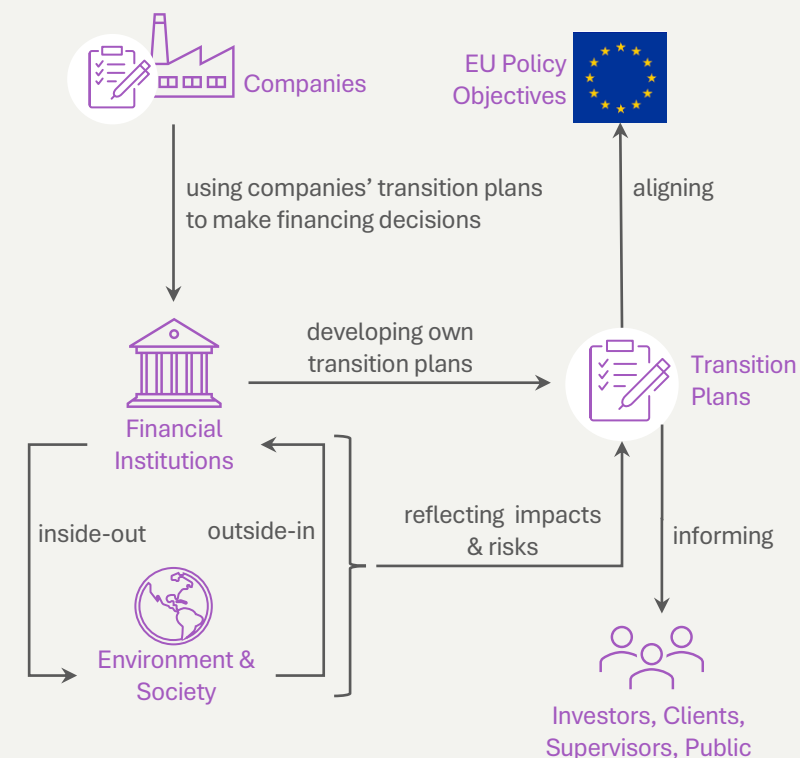 Companies
EU Policy
Objectives
using companies’ transition plans
to make financing decisions
aligning
developing own
transition plans
Transition
Plans
Financial
Institutions
inside-out
outside-in
reflecting impacts
& risks
informing
Environment &
Society
Investors, Clients,
Supervisors, Public